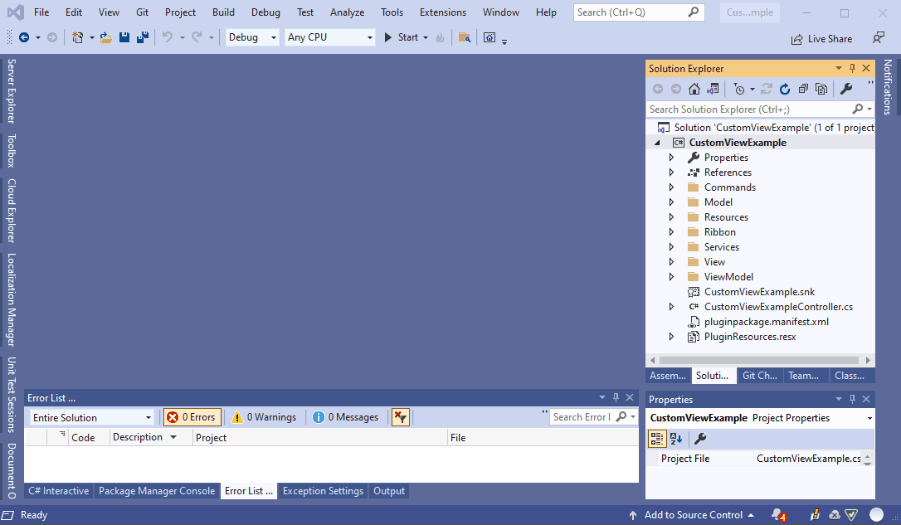 File Edit View Git Project Build Debug Test Analyze Tools Extensions Window Help Search (Ctrl+Q) Cus...mple
Debug Any CPU Start Live Share
Server Explorer
Toolbox
Cloud Explorer
Localization Manager
Unit Test Sessions
Document O
Solution Explorer
Search Solution Explorer (Ctrl+;)
Solution 'CustomViewExample' (1 of 1 project
C# CustomViewExample
Properties
References
Commands
Model
Resources
Ribbon
Services
View
ViewModel
CustomViewExample.snk
C# CustomViewExampleController.cs
pluginpackage.manifest.xml
PluginResources.resx
Assem... Soluti... Git Ch... Team... Class...
Notifications
Error List ...
Entire Solution 0 Errors 0 Warnings 0 Messages Search Error l
Code Description Project File
C# Interactive Package Manager Console Error List ... Exception Settings Output
Properties
CustomViewExample Project Properties
Project File CustomViewExample.cs
Ready Add to Source Control 4